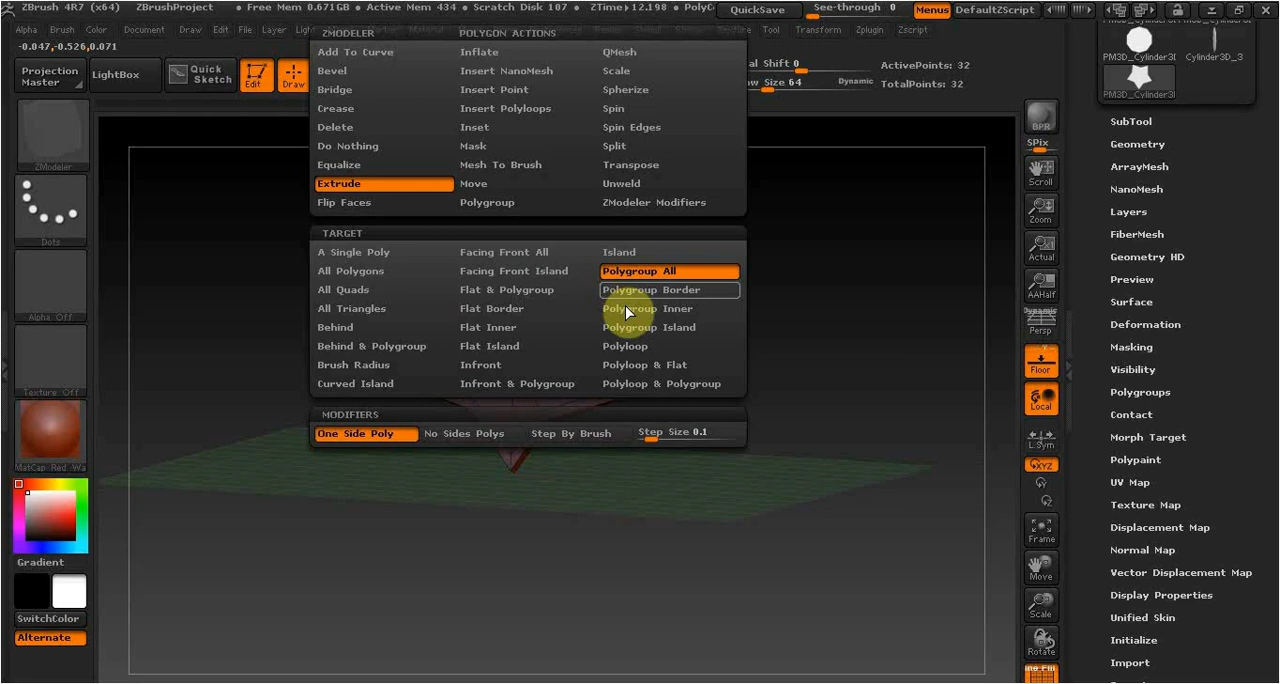 ZBrush 4R7 (x64) ZBrushProject • Free Mem 0.671GB • Active Mem 434 • Scratch Disk 107 • ZTime▸12.198 • PolyC QuickSave See-through 0 Menus DefaultZScript
Alpha Brush Color Document Draw Edit File Layer Tool Transform Zplugin Zscript
-0.047,-0.526,0.071
Projection Master
LightBox
Quick Sketch
Edit
Draw
al Shift 0
Size 64
Dynamic
ActivePoints: 32
TotalPoints: 32
ZMODELER POLYGON ACTIONS
Add To Curve Inflate QMesh
Bevel Insert NanoMesh Scale
Bridge Insert Point Spherize
Crease Insert Polyloops Spin
Delete Inset Spin Edges
Do Nothing Mask Split
Equalize Mesh To Brush Transpose
Extrude Move Unweld
Flip Faces Polygroup ZModeler Modifiers
TARGET
A Single Poly Facing Front All Island
All Polygons Facing Front Island Polygroup All
All Quads Flat & Polygroup Polygroup Border
All Triangles Flat Border Polygroup Inner
Behind Flat Inner Polygroup Island
Behind & Polygroup Flat Island Polyloop
Brush Radius Infront Polyloop & Flat
Curved Island Infront & Polygroup Polyloop & Polygroup
MODIFIERS
One Side Poly No Sides Polys Step By Brush Step Size 0.1
ZModeler
Dots
Alpha Off
Texture Off
MatCap Red Wa
Gradient
SwitchColor
Alternate
BPR
SPix
Scroll
Zoom
Actual
AAHalf
Dynamic
Persp
Floor
Local
L.Sym
XYZ
Frame
Move
Scale
Rotate
PM3D_Cylinder3D Cylinder3D_3
PM3D_Cylinder3D
SubTool
Geometry
ArrayMesh
NanoMesh
Layers
FiberMesh
Geometry HD
Preview
Surface
Deformation
Masking
Visibility
Polygroups
Contact
Morph Target
Polypaint
UV Map
Texture Map
Displacement Map
Normal Map
Vector Displacement Map
Display Properties
Unified Skin
Initialize
Import